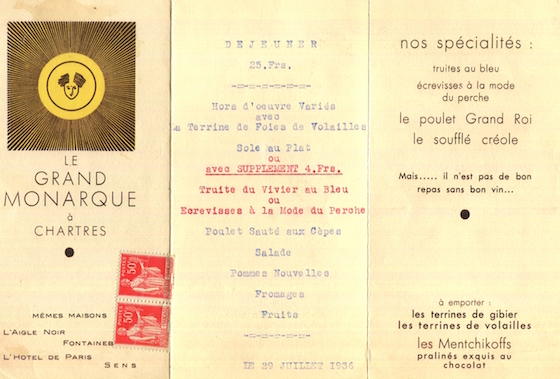 LE
GRAND
MONARQUE
à
CHARTRES
MÊMES MAISONS
L'AIGLE NOIR
FONTAINEB
L'HOTEL DE PARIS
SENS
POSTES
50c
50c
DEJEUNER
25.Frs.
Hors d'oeuvre Variés
avec
La Terrine de Foies de Volailles
Sole au Plat
ou
avec SUPPLEMENT 4.Frs.
Truite du Vivier au Bleu
ou
Ecrevisses à la Mode du Perche
Poulet Sauté aux Cèpes
Salade
Pommes Nouvelles
Fromages
Fruits
LE 29 JUILLET 1936
nos spécialités :
truites au bleu
écrevisses à la mode
du perche
le poulet Grand Roi
le soufflé créole
Mais..... il n'est pas de bon
repas sans bon vin...
à emporter :
les terrines de gibier
les terrines de volailles
les Mentchikoffs
pralinés exquis au
chocolat